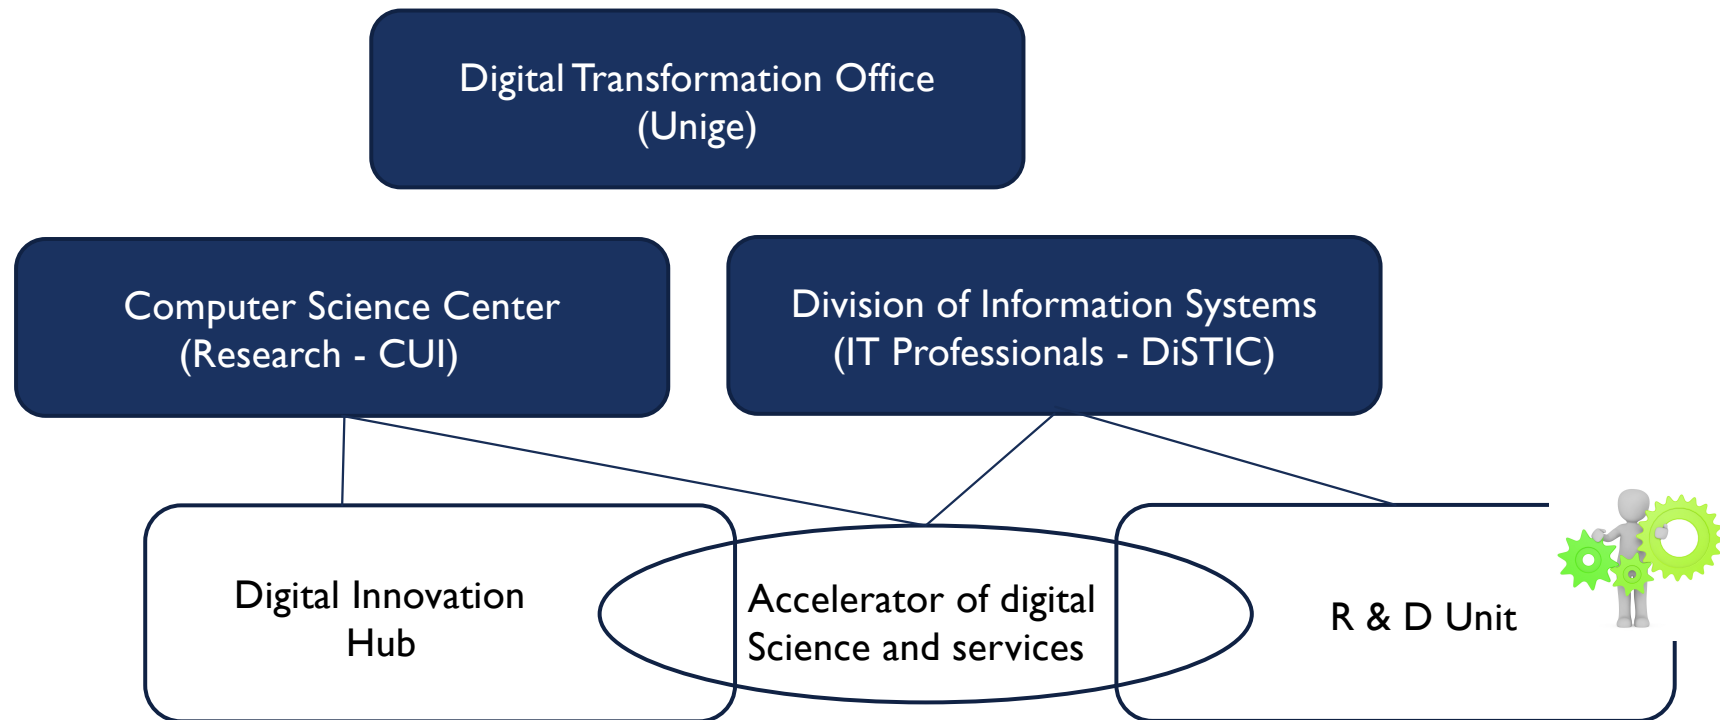 Digital Transformation Office
(Unige)
Computer Science Center
(Research - CUI)
Division of Information Systems
(IT Professionals - DiSTIC)
Digital Innovation
Hub
Accelerator of digital
Science and services
R & D Unit